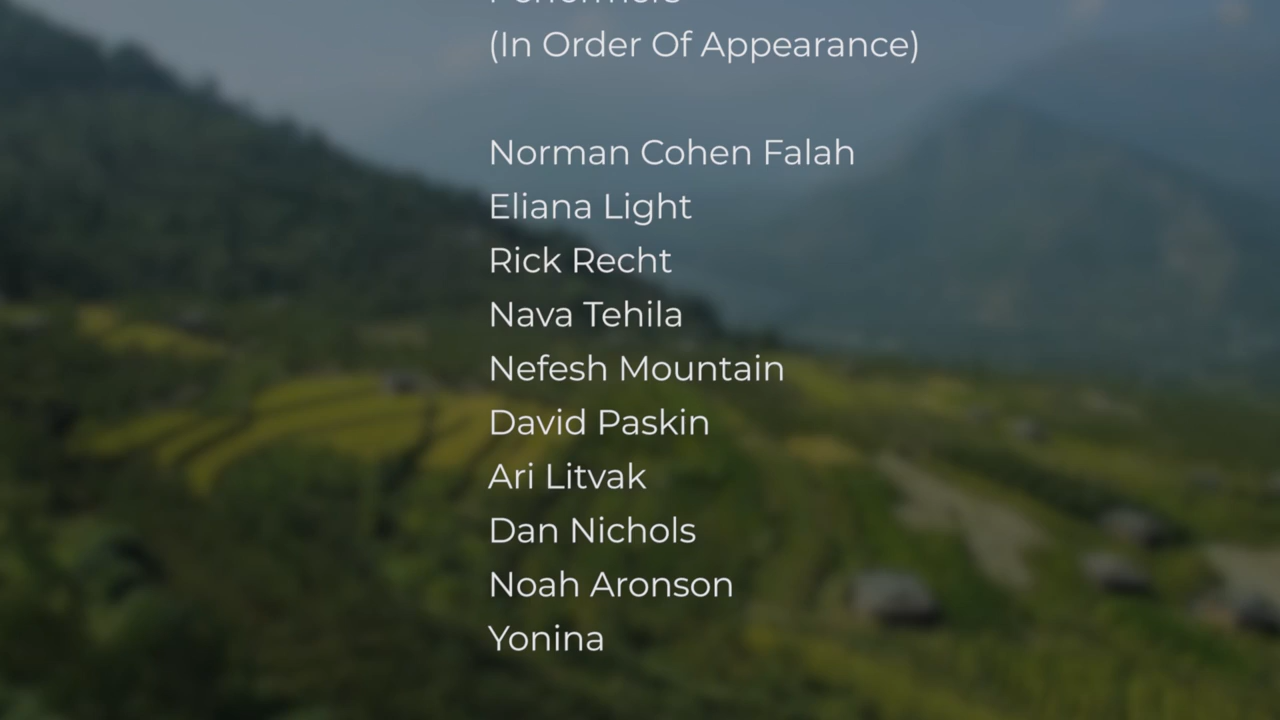 Performers
(In Order Of Appearance)
Norman Cohen Falah
Eliana Light
Rick Recht
Nava Tehila
Nefesh Mountain
David Paskin
Ari Litvak
Dan Nichols
Noah Aronson
Yonina